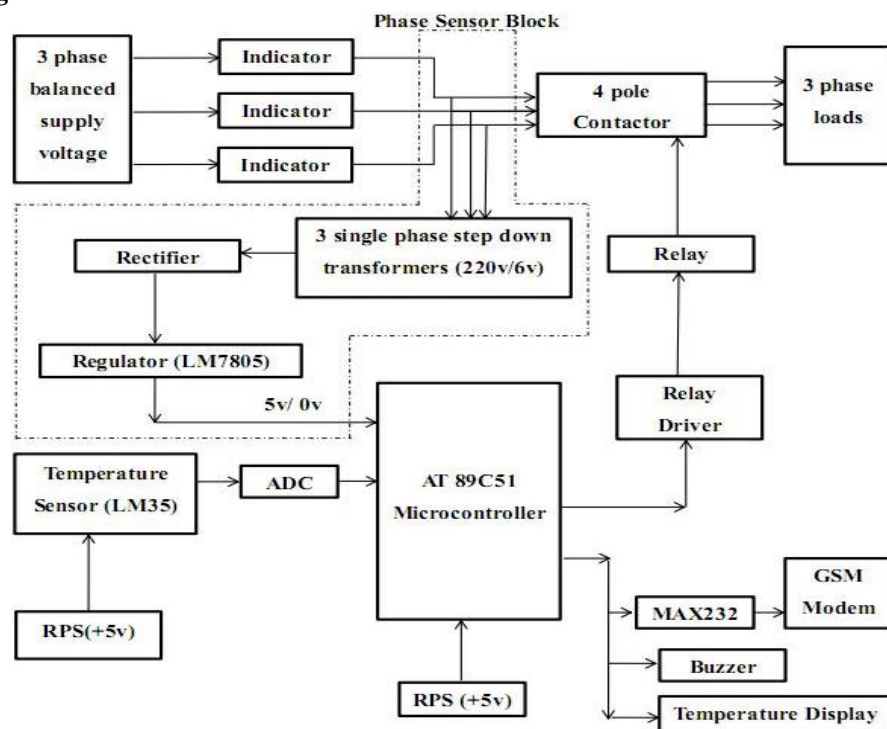 Phase Sensor Block
3 phase
balanced
supply
voltage
Indicator
Indicator
Indicator
4 pole
Contactor
3 phase
loads
3 single phase step down
transformers (220v/6v)
Rectifier
Relay
Regulator (LM7805)
5v/ 0v
Relay
Driver
Temperature
Sensor (LM35)
ADC
AT 89C51
Microcontroller
RPS(+5v)
RPS (+5v)
MAX232
GSM
Modem
Buzzer
Temperature Display